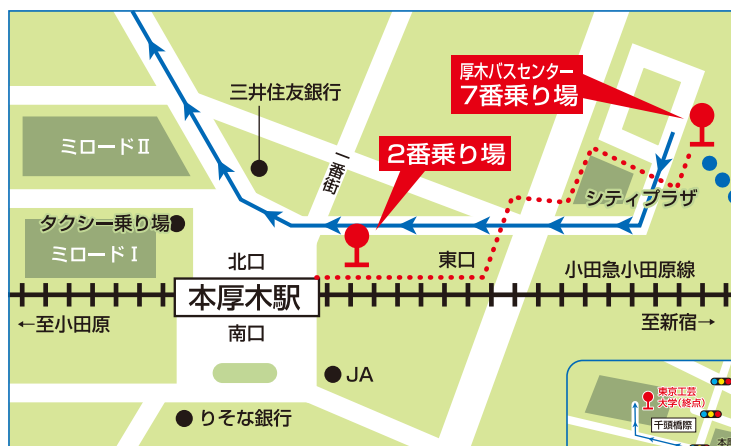 三井住友銀行
厚木バスセンター
7番乗り場
ミロードⅡ
2番乗り場
一番街
シティプラザ
タクシー乗り場
ミロードⅠ
北口
東口
小田急小田原線
本厚木駅
←至小田原
至新宿→
南口
JA
りそな銀行
東京工芸
大学(終点)
千頭橋際